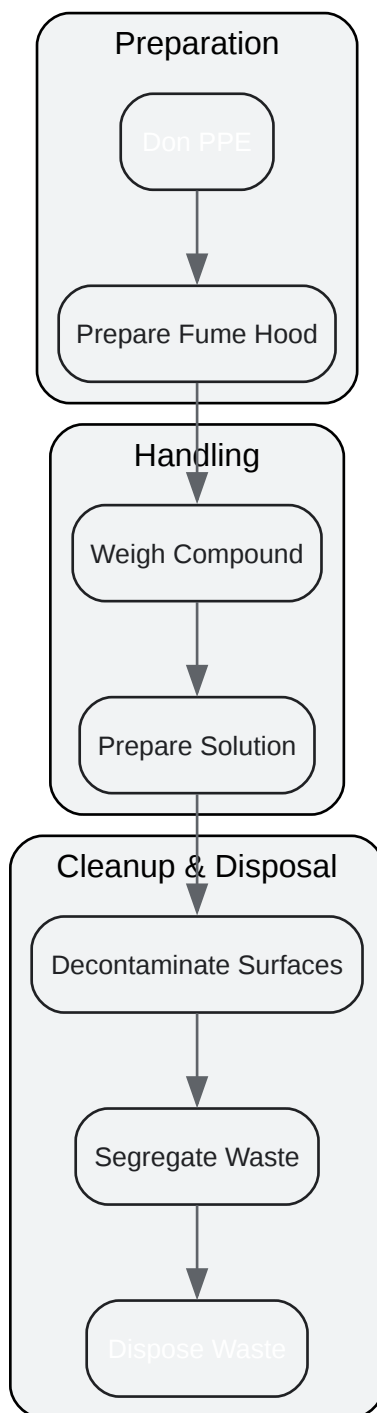 Preparation
Don PPE
Prepare Fume Hood
Handling
Weigh Compound
Prepare Solution
Cleanup & Disposal
Decontaminate Surfaces
Segregate Waste
Dispose Waste